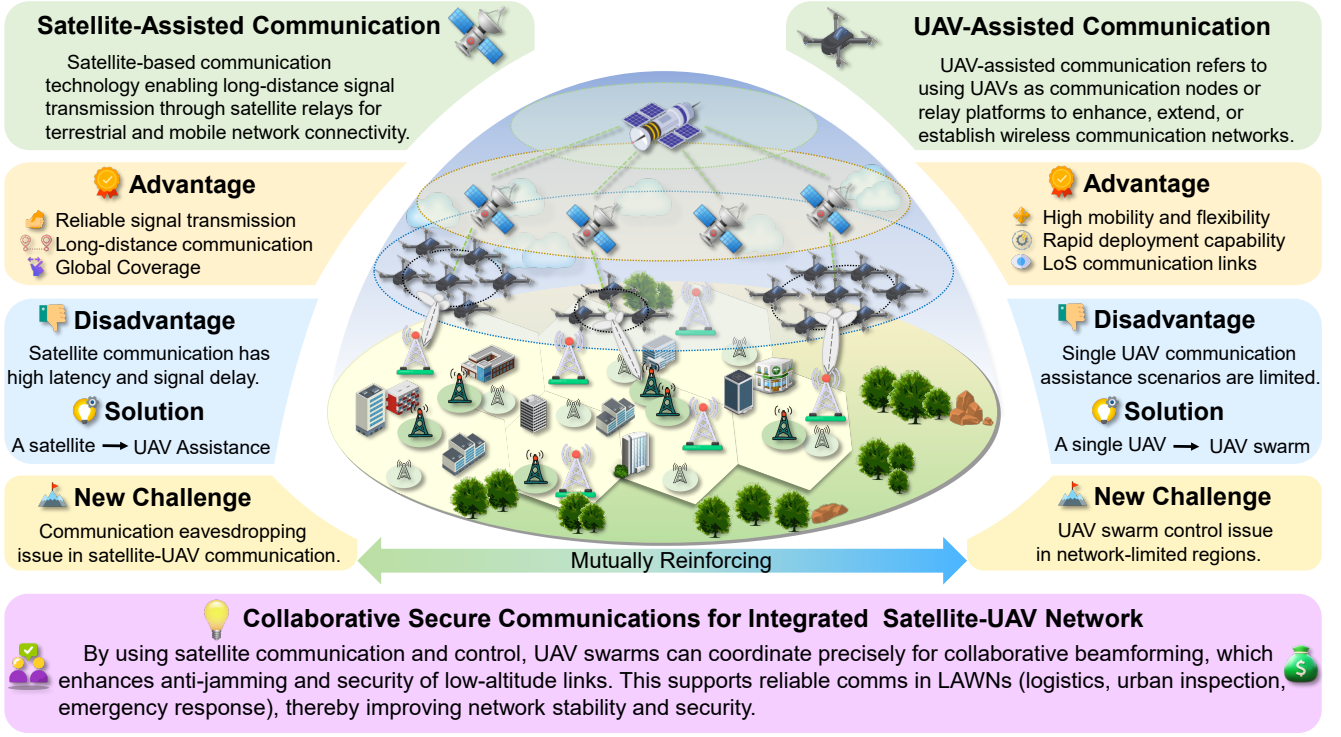 Satellite-Assisted Communication
Satellite-based communication
technology enabling long-distance signal
transmission through satellite relays for
terrestrial and mobile network connectivity.
Advantage
Reliable signal transmission
Long-distance communication
Global Coverage
Disadvantage
Satellite communication has
high latency and signal delay.
Solution
A satellite → UAV Assistance
New Challenge
Communication eavesdropping
issue in satellite-UAV communication.
UAV-Assisted Communication
UAV-assisted communication refers to
using UAVs as communication nodes or
relay platforms to enhance, extend, or
establish wireless communication networks.
Advantage
High mobility and flexibility
Rapid deployment capability
LoS communication links
Disadvantage
Single UAV communication
assistance scenarios are limited.
Solution
A single UAV → UAV swarm
New Challenge
UAV swarm control issue
in network-limited regions.
Mutually Reinforcing
Collaborative Secure Communications for Integrated Satellite-UAV Network
By using satellite communication and control, UAV swarms can coordinate precisely for collaborative beamforming, which
enhances anti-jamming and security of low-altitude links. This supports reliable comms in LAWNs (logistics, urban inspection,
emergency response), thereby improving network stability and security.